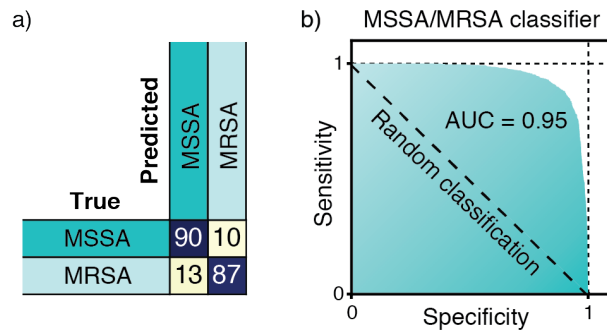 a)
Predicted
MSSA
MRSA
True
MSSA 90 10
MRSA 13 87
b)
MSSA/MRSA classifier
1
AUC = 0.95
Random classification
Sensitivity
0
0
1
Specificity